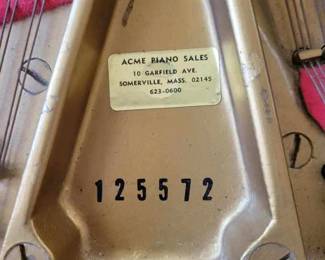 ACME PIANO SALES
10 GARFIELD AVE.
SOMERVILLE, MASS. 02145
623-0600
125572